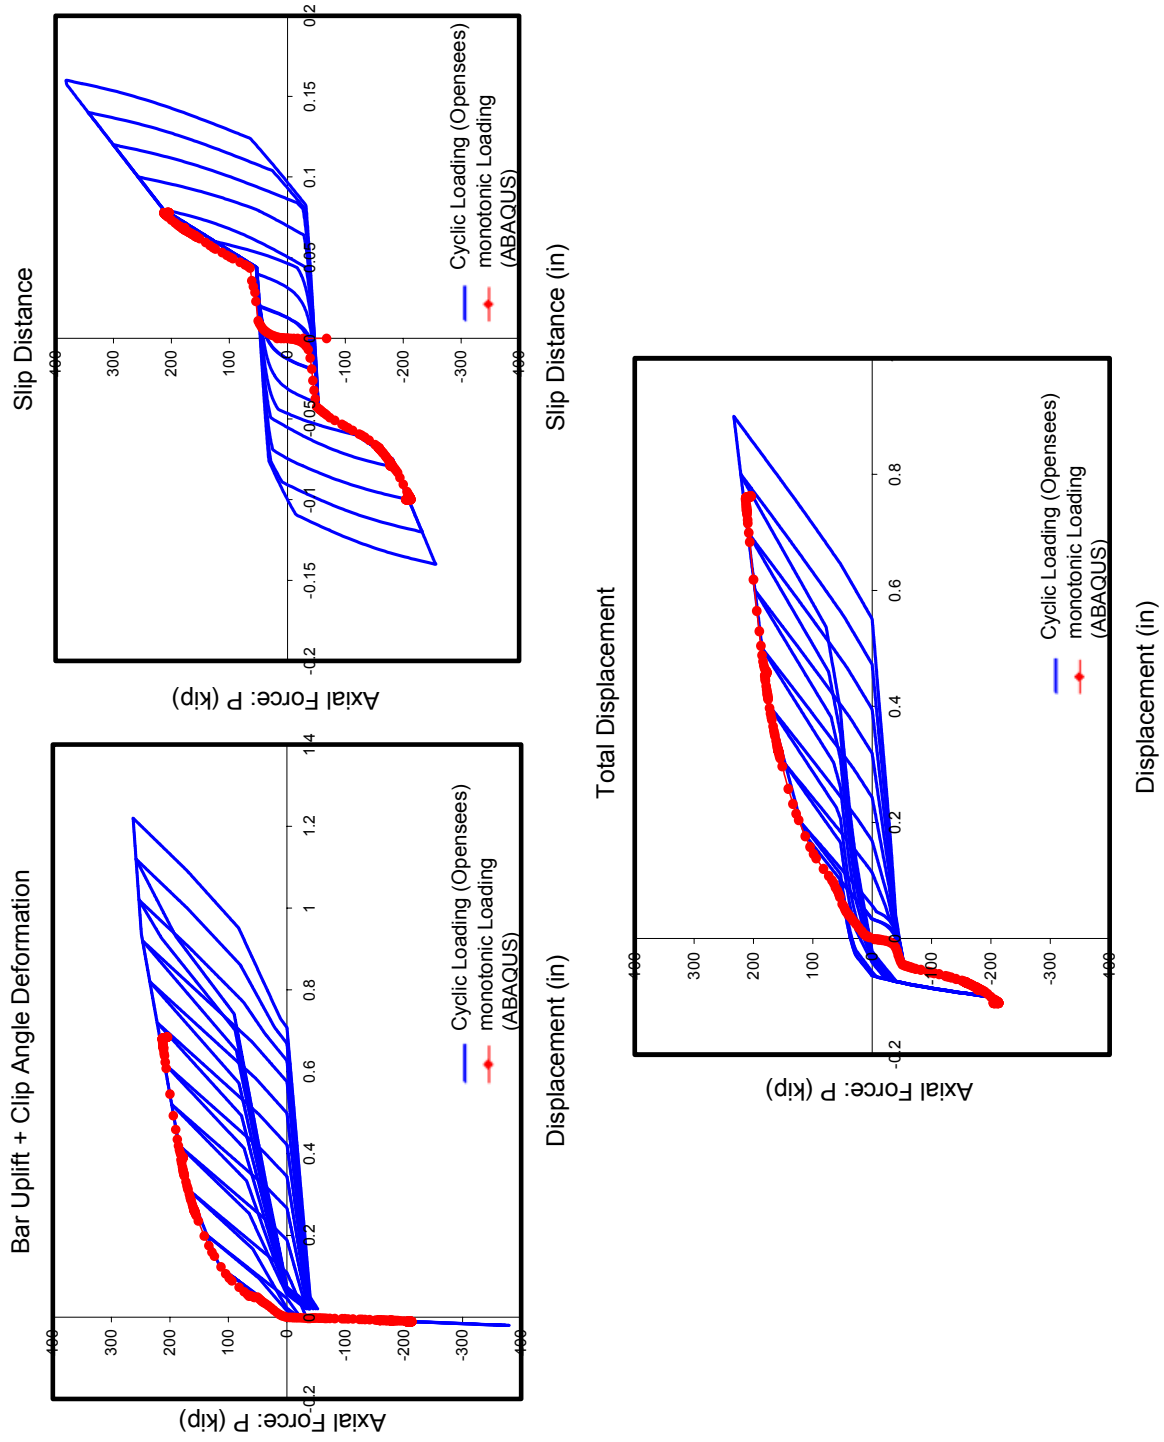 Bar Uplift + Clip Angle Deformation
Axial Force: P (kip)
400
300
200
100
0
-100
-200
-300
-400
-0.2
0
0.2
0.4
0.6
0.8
1
1.2
1.4
Cyclic Loading (Opensees)
monotonic Loading
(ABAQUS)
Displacement (in)
Slip Distance
Axial Force: P (kip)
400
300
200
100
0
-100
-200
-300
-400
-0.2
-0.15
-0.1
-0.05
0
0.05
0.1
0.15
0.2
Cyclic Loading (Opensees)
monotonic Loading
(ABAQUS)
Slip Distance (in)
Total Displacement
Axial Force: P (kip)
400
300
200
100
0
-100
-200
-300
-400
-0.2
0
0.2
0.4
0.6
0.8
Cyclic Loading (Opensees)
monotonic Loading
(ABAQUS)
Displacement (in)